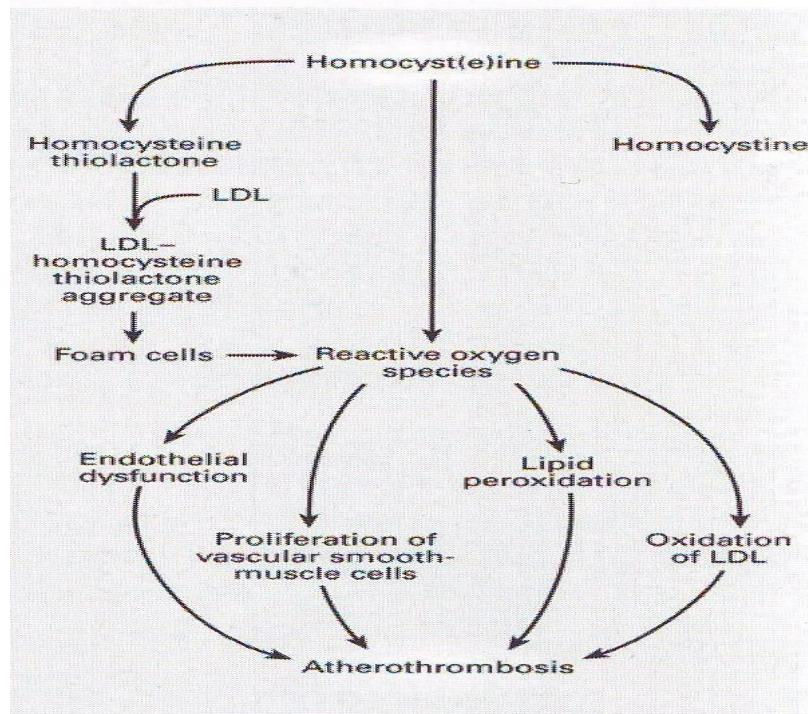 Homocyst(e)ine
Homocysteine
thiolactone
Homocystine
LDL
LDL–
homocysteine
thiolactone
aggregate
Foam cells
Reactive oxygen
species
Endothelial
dysfunction
Lipid
peroxidation
Proliferation of
vascular smooth-
muscle cells
Oxidation
of LDL
Atherothrombosis